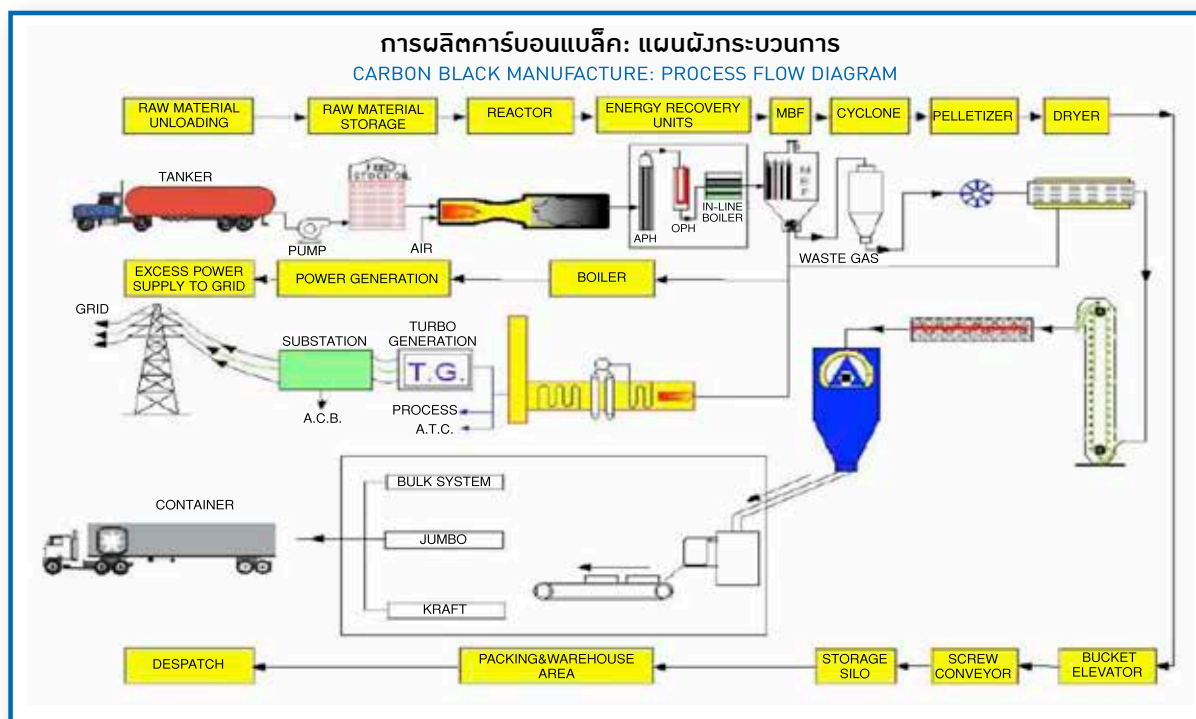 การผลิตคาร์บอนแบล็ค: แผนผังกระบวนการ
CARBON BLACK MANUFACTURE: PROCESS FLOW DIAGRAM
RAW MATERIAL
UNLOADING
RAW MATERIAL
STORAGE
REACTOR
ENERGY RECOVERY
UNITS
MBF
CYCLONE
PELLETIZER
DRYER
TANKER
FEED
STOCK OIL
PUMP
AIR
APH
OPH
IN-LINE
BOILER
MBF
WASTE GAS
EXCESS POWER
SUPPLY TO GRID
POWER GENERATION
BOILER
GRID
SUBSTATION
TURBO
GENERATION
T.G.
A.C.B.
PROCESS
A.T.C.
CONTAINER
BULK SYSTEM
JUMBO
KRAFT
DESPATCH
PACKING&WAREHOUSE
AREA
STORAGE
SILO
SCREW
CONVEYOR
BUCKET
ELEVATOR